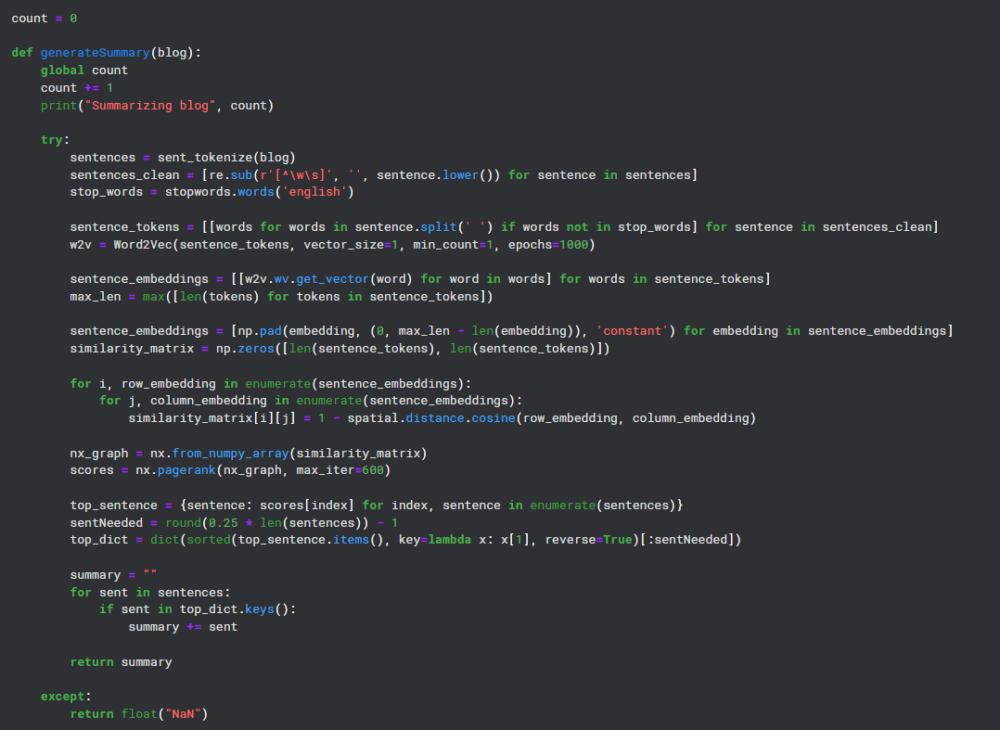 count = 0
def generateSummary(blog):
    global count
    count += 1
    print("Summarizing blog", count)
    try:
        sentences = sent_tokenize(blog)
        sentences_clean = [re.sub(r'[^\w\s]', '', sentence.lower()) for sentence in sentences]
        stop_words = stopwords.words('english')
        sentence_tokens = [[words for words in sentence.split(' ') if words not in stop_words] for sentence in sentences_clean]
        w2v = Word2Vec(sentence_tokens, vector_size=1, min_count=1, epochs=1000)
        sentence_embeddings = [[w2v.wv.get_vector(word) for word in words] for words in sentence_tokens]
        max_len = max([len(tokens) for tokens in sentence_tokens])
        sentence_embeddings = [np.pad(embedding, (0, max_len - len(embedding)), 'constant') for embedding in sentence_embeddings]
        similarity_matrix = np.zeros([len(sentence_tokens), len(sentence_tokens)])
        for i, row_embedding in enumerate(sentence_embeddings):
            for j, column_embedding in enumerate(sentence_embeddings):
                similarity_matrix[i][j] = 1 - spatial.distance.cosine(row_embedding, column_embedding)
        nx_graph = nx.from_numpy_array(similarity_matrix)
        scores = nx.pagerank(nx_graph, max_iter=600)
        top_sentence = {sentence: scores[index] for index, sentence in enumerate(sentences)}
        sentNeeded = round(0.25 * len(sentences)) - 1
        top_dict = dict(sorted(top_sentence.items(), key=lambda x: x[1], reverse=True)[:sentNeeded])
        summary = ""
        for sent in sentences:
            if sent in top_dict.keys():
                summary += sent
        return summary
    except:
        return float("NaN")